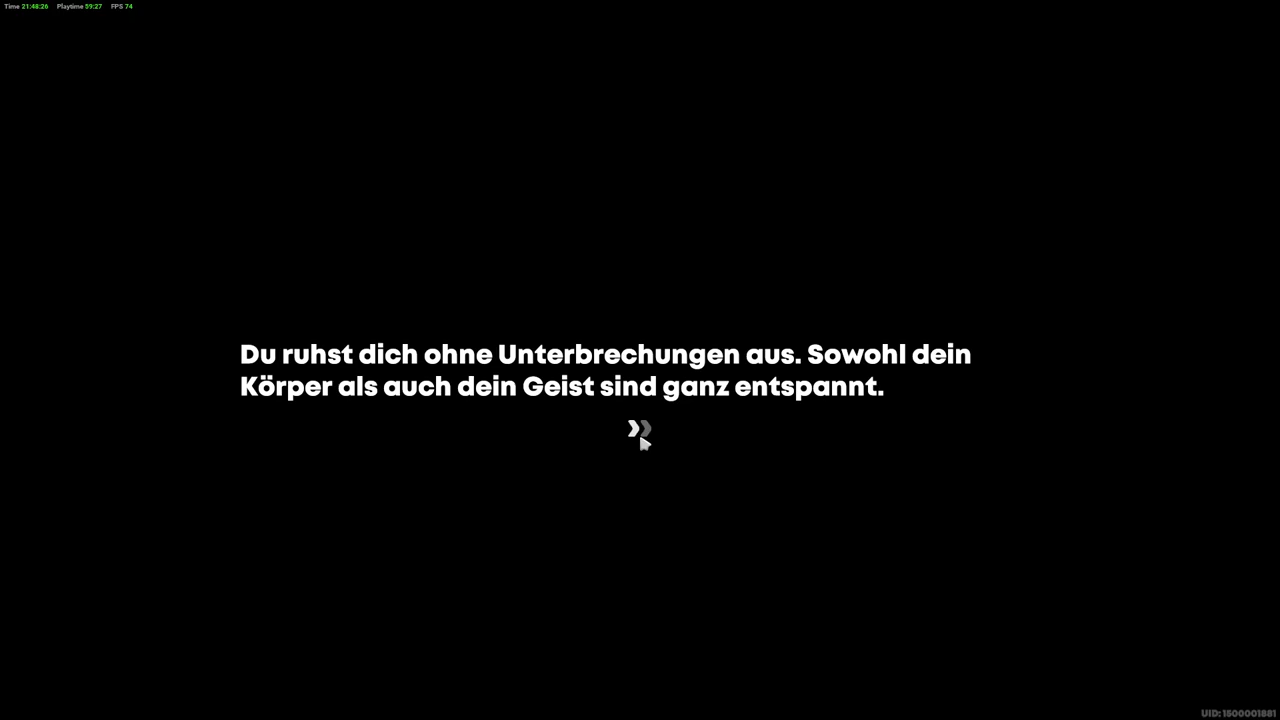 Time 21:48:26 Playtime 59:27 FPS 74
Du ruhst dich ohne Unterbrechungen aus. Sowohl dein
Körper als auch dein Geist sind ganz entspannt.
UID: 1500001881